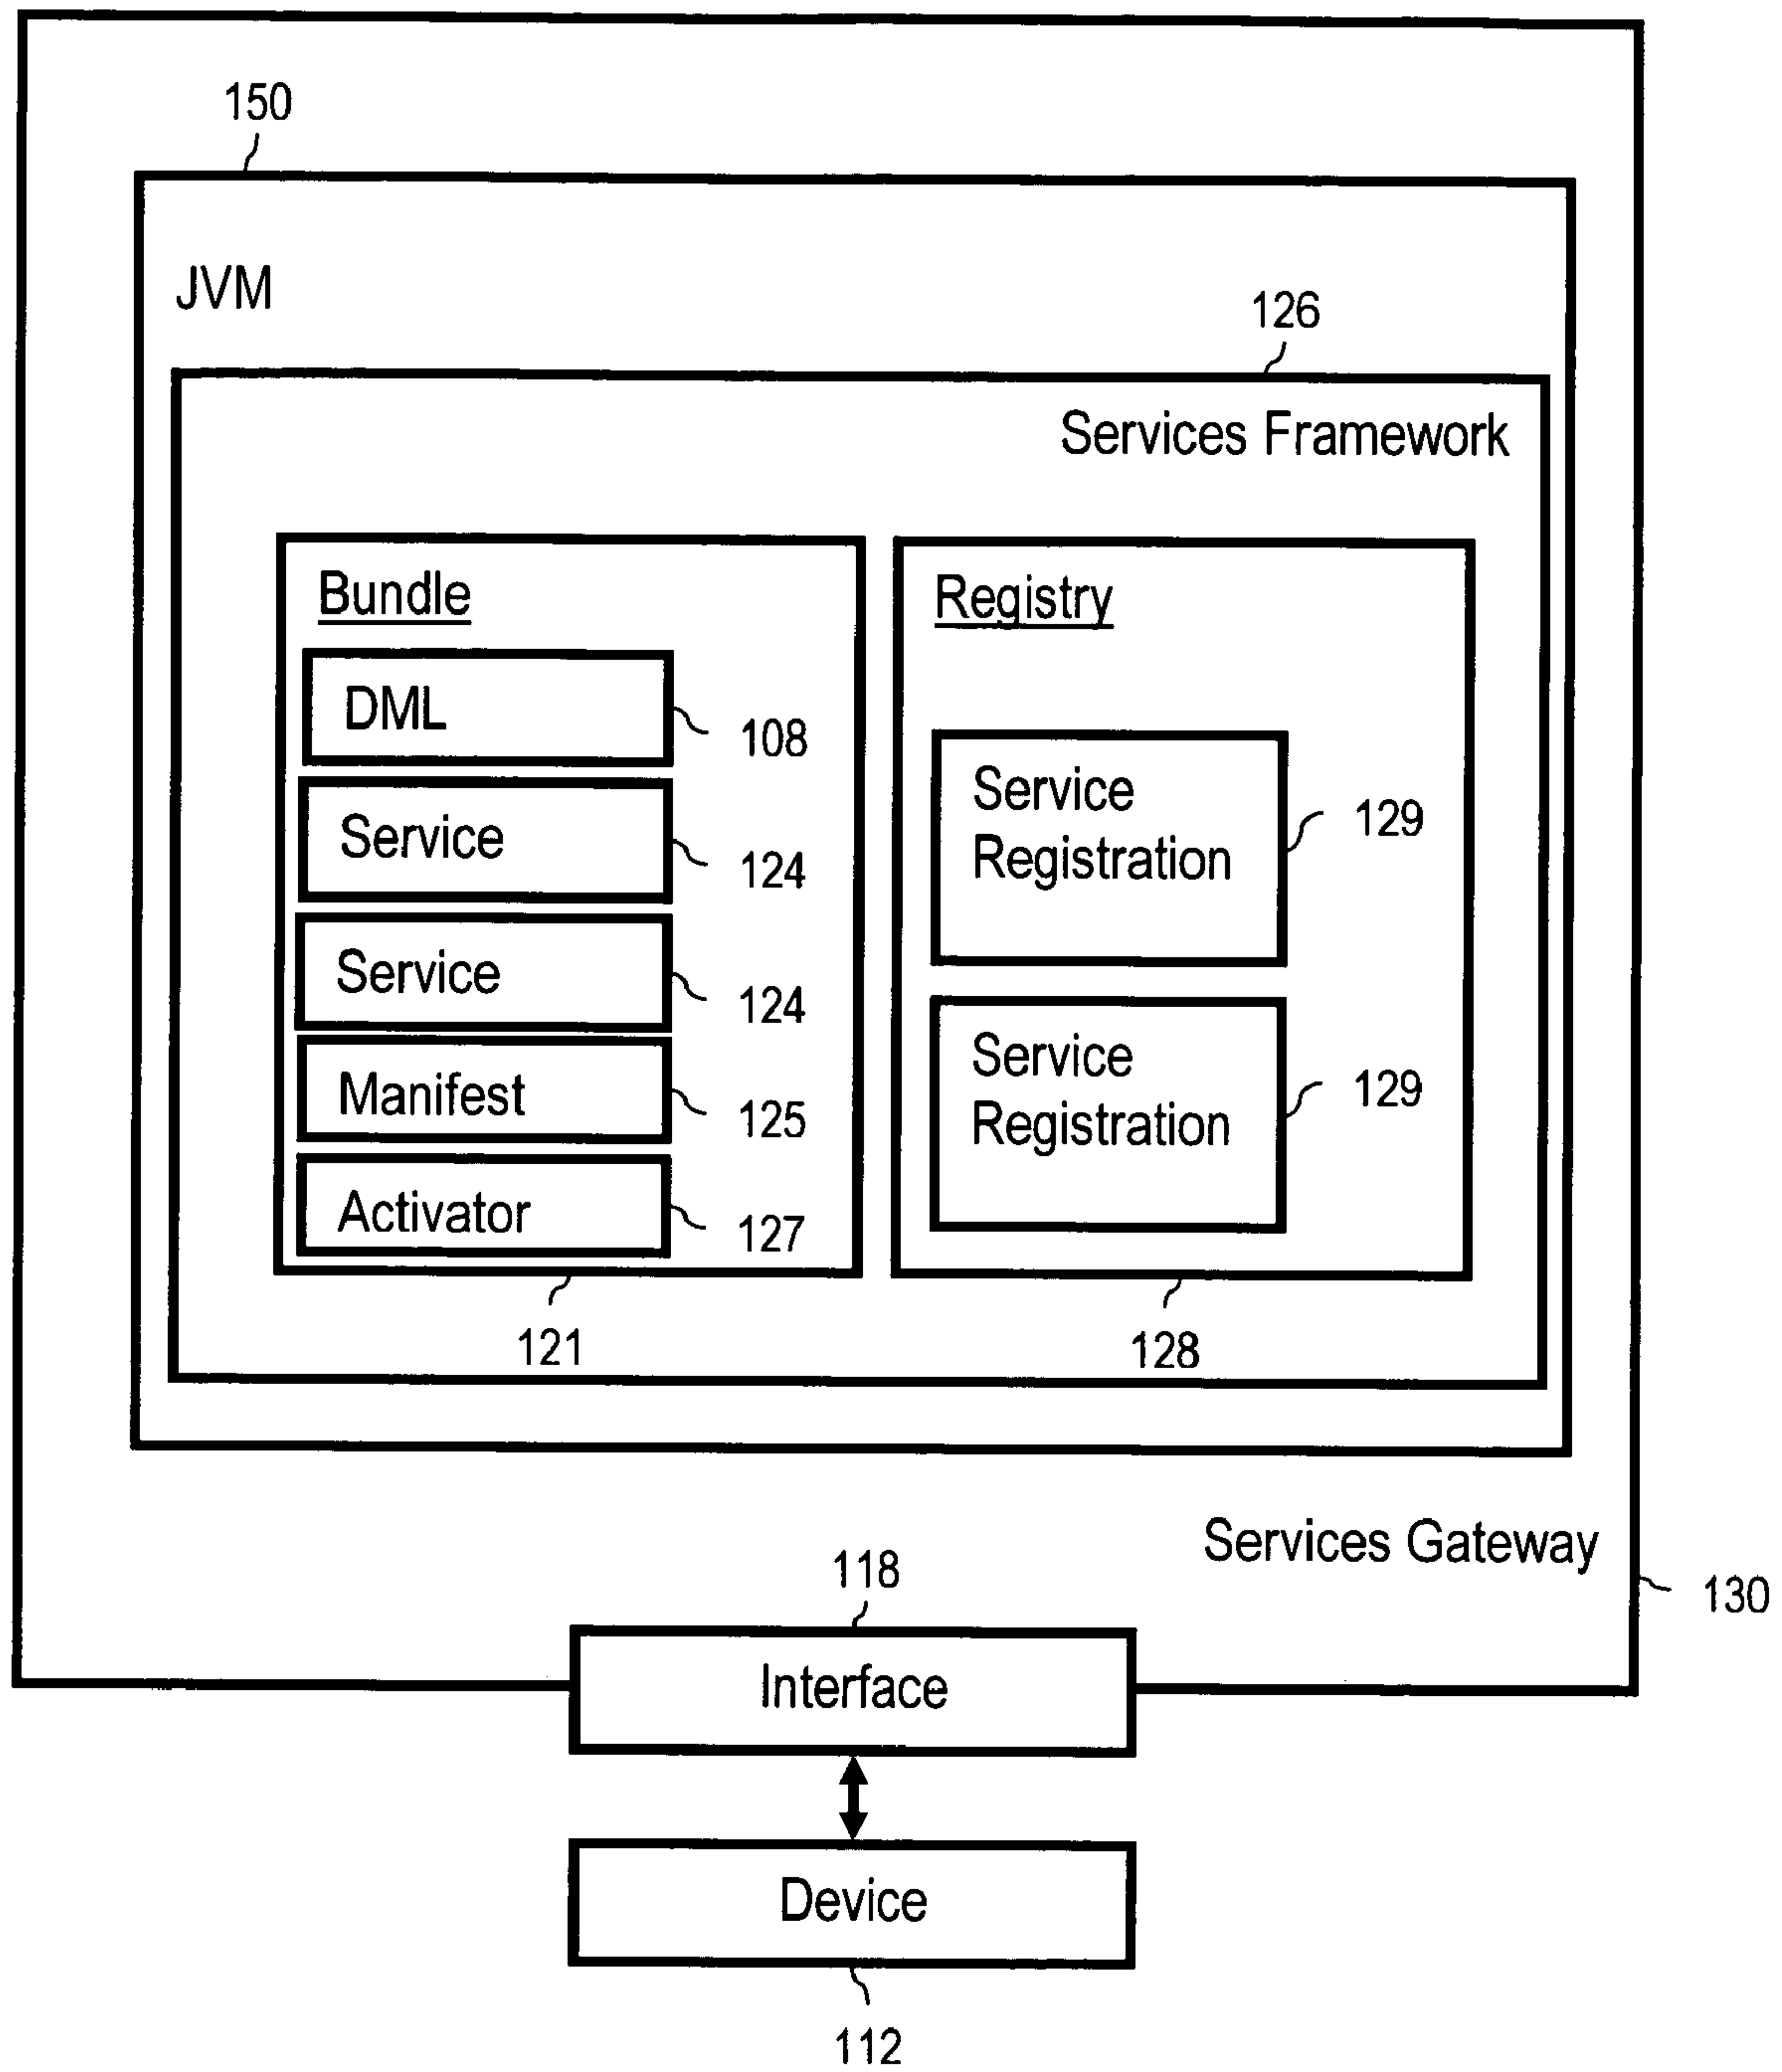 150
JVM
126
Services Framework
Bundle
Registry
DML
108
Service
124
Service
124
Manifest
125
Activator
127
121
Service
Registration
129
Service
Registration
129
128
Services Gateway
130
118
Interface
Device
112